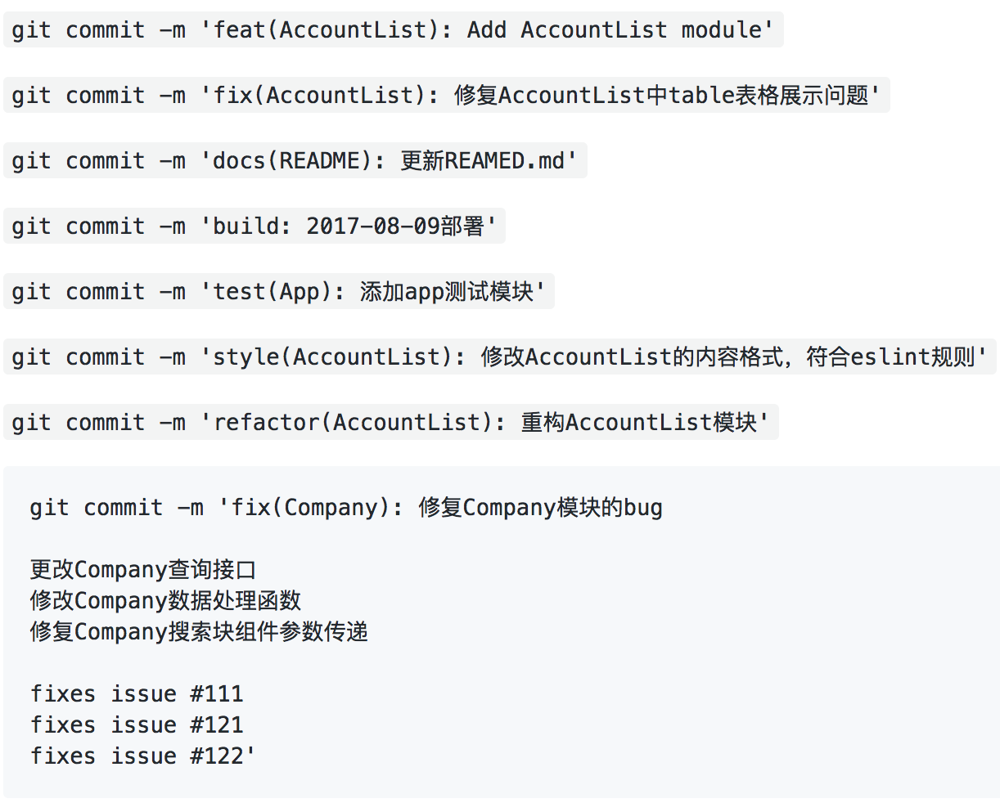 git commit -m 'feat(AccountList): Add AccountList module'
git commit -m 'fix(AccountList): 修复AccountList中table表格展示问题'
git commit -m 'docs(README): 更新REAMED.md'
git commit -m 'build: 2017-08-09部署'
git commit -m 'test(App): 添加app测试模块'
git commit -m 'style(AccountList): 修改AccountList的内容格式，符合eslint规则'
git commit -m 'refactor(AccountList): 重构AccountList模块'
git commit -m 'fix(Company): 修复Company模块的bug
更改Company查询接口
修改Company数据处理函数
修复Company搜索块组件参数传递
fixes issue #111
fixes issue #121
fixes issue #122'